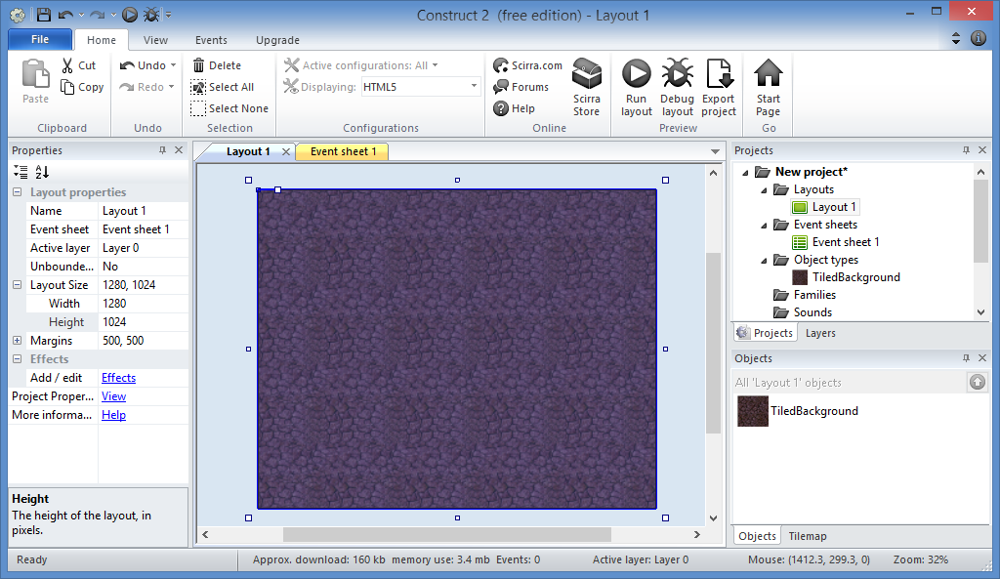 Construct 2 (free edition) - Layout 1
File Home View Events Upgrade
Paste Cut Copy
Clipboard
Undo
Redo
Undo
Delete
Select All
Select None
Selection
Active configurations: All
Displaying: HTML5
Configurations
Scirra.com
Forums
Help
Scirra Store
Online
Run layout
Debug layout
Export project
Preview
Start Page
Go
Properties
Layout properties
Name Layout 1
Event sheet Event sheet 1
Active layer Layer 0
Unbounde... No
Layout Size 1280, 1024
Width 1280
Height 1024
Margins 500, 500
Effects
Add / edit Effects
Project Proper... View
More informa... Help
Height
The height of the layout, in
pixels.
Layout 1 Event sheet 1
Projects
New project*
Layouts
Layout 1
Event sheets
Event sheet 1
Object types
TiledBackground
Families
Sounds
Projects Layers
Objects
All 'Layout 1' objects
TiledBackground
Objects Tilemap
Ready Approx. download: 160 kb memory use: 3.4 mb Events: 0 Active layer: Layer 0 Mouse: (1412.3, 299.3, 0) Zoom: 32%